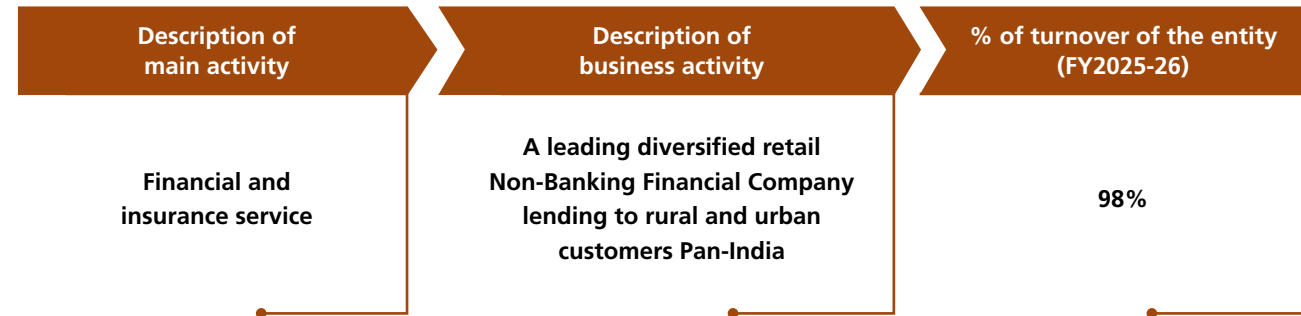 Description of
main activity
Description of
business activity
% of turnover of the entity
(FY2025-26)
Financial and
insurance service
A leading diversified retail
Non-Banking Financial Company
lending to rural and urban
customers Pan-India
98%